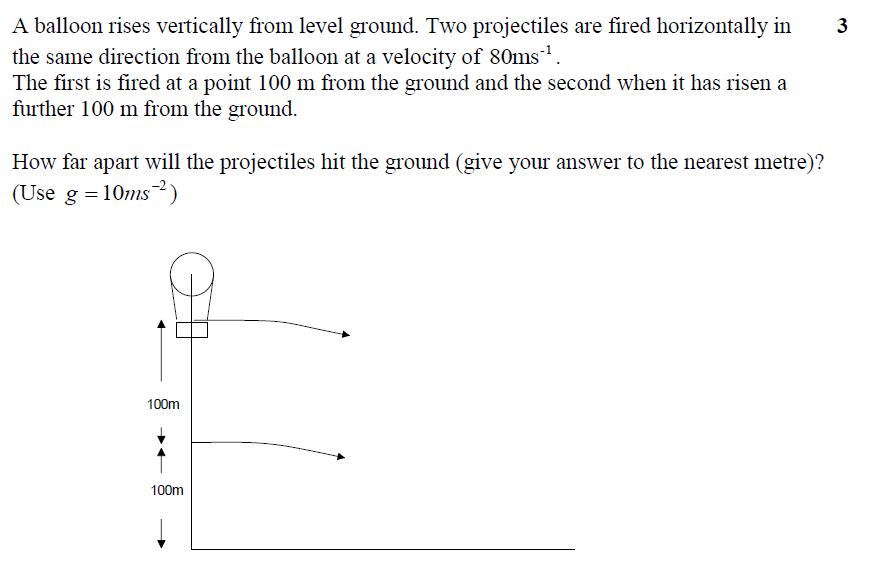 A balloon rises vertically from level ground. Two projectiles are fired horizontally in 3
the same direction from the balloon at a velocity of 80ms⁻¹.
The first is fired at a point 100 m from the ground and the second when it has risen a
further 100 m from the ground.
How far apart will the projectiles hit the ground (give your answer to the nearest metre)?
(Use g = 10ms⁻²)
100m
100m